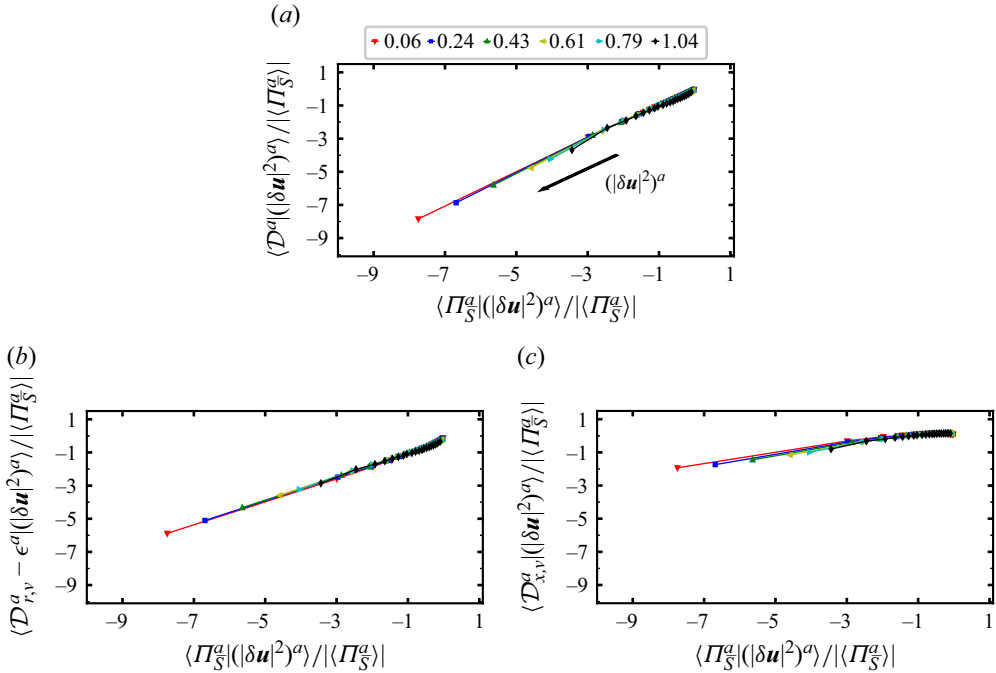 (a)
0.06 0.24 0.43 0.61 0.79 1.04
1
−1
−3
−5
−7
−9
−9 −7 −5 −3 −1 1
(|δu|²)ᵃ
⟨𝒟ᵃ|(|δu|²)ᵃ⟩/|⟨Π^a_S̅⟩|
⟨Π^a_S̅|(|δu|²)ᵃ⟩/|⟨Π^a_S̅⟩|
(b)
1
−1
−3
−5
−7
−9
−9 −7 −5 −3 −1 1
⟨𝒟^a_{r,ν} − ϵᵃ|(|δu|²)ᵃ⟩/|⟨Π^a_S̅⟩|
⟨Π^a_S̅|(|δu|²)ᵃ⟩/|⟨Π^a_S̅⟩|
(c)
1
−1
−3
−5
−7
−9
−9 −7 −5 −3 −1 1
⟨𝒟^a_{x,ν}|(|δu|²)ᵃ⟩/|⟨Π^a_S̅⟩|
⟨Π^a_S̅|(|δu|²)ᵃ⟩/|⟨Π^a_S̅⟩|